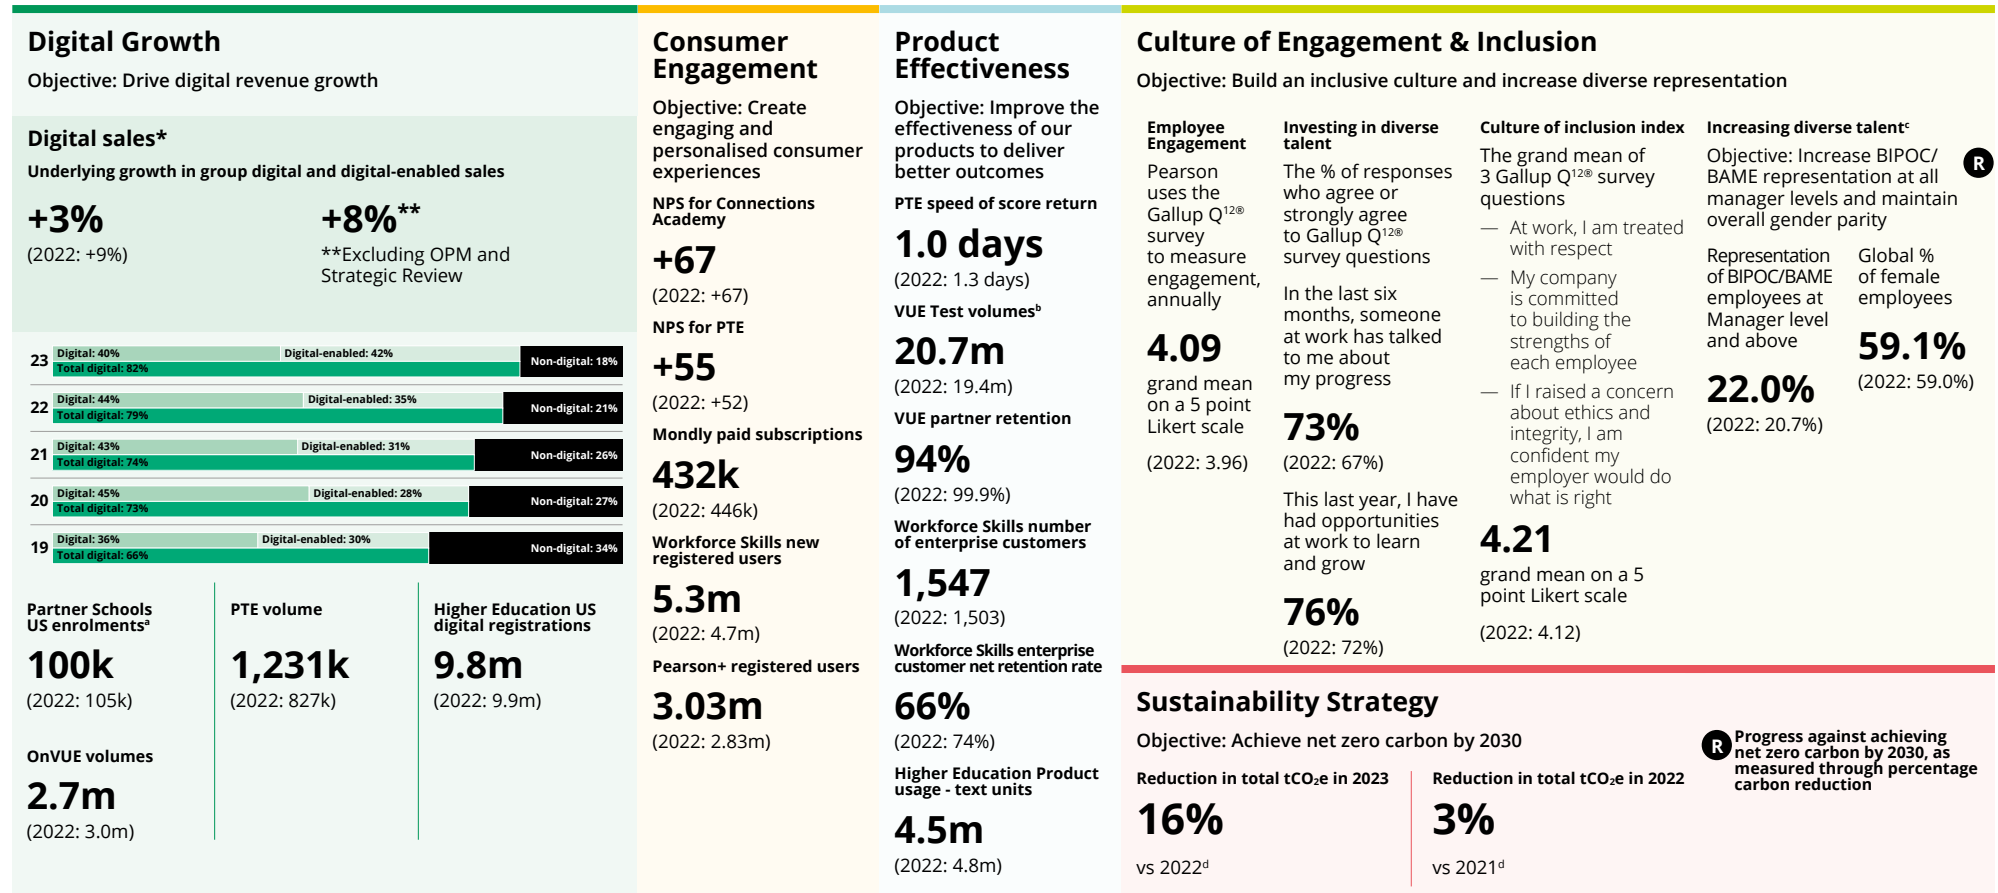 Digital Growth
Objective: Drive digital revenue growth
Digital sales*
Underlying growth in group digital and digital-enabled sales
+3%
(2022: +9%)
+8%**
**Excluding OPM and
Strategic Review
23
Digital: 40%
Digital-enabled: 42%
Total digital: 82%
Non-digital: 18%
22
Digital: 44%
Digital-enabled: 35%
Total digital: 79%
Non-digital: 21%
21
Digital: 43%
Digital-enabled: 31%
Total digital: 74%
Non-digital: 26%
20
Digital: 45%
Digital-enabled: 28%
Total digital: 73%
Non-digital: 27%
19
Digital: 36%
Digital-enabled: 30%
Total digital: 66%
Non-digital: 34%
Partner Schools
US enrolmentsᵃ
100k
(2022: 105k)
PTE volume
1,231k
(2022: 827k)
Higher Education US
digital registrations
9.8m
(2022: 9.9m)
OnVUE volumes
2.7m
(2022: 3.0m)
Consumer
Engagement
Objective: Create
engaging and
personalised consumer
experiences
NPS for Connections
Academy
+67
(2022: +67)
NPS for PTE
+55
(2022: +52)
Mondly paid subscriptions
432k
(2022: 446k)
Workforce Skills new
registered users
5.3m
(2022: 4.7m)
Pearson+ registered users
3.03m
(2022: 2.83m)
Product
Effectiveness
Objective: Improve the
effectiveness of our
products to deliver
better outcomes
PTE speed of score return
1.0 days
(2022: 1.3 days)
VUE Test volumesᵇ
20.7m
(2022: 19.4m)
VUE partner retention
94%
(2022: 99.9%)
Workforce Skills number
of enterprise customers
1,547
(2022: 1,503)
Workforce Skills enterprise
customer net retention rate
66%
(2022: 74%)
Higher Education Product
usage - text units
4.5m
(2022: 4.8m)
Culture of Engagement & Inclusion
Objective: Build an inclusive culture and increase diverse representation
Employee
Engagement
Pearson
uses the
Gallup Q¹²®
survey
to measure
engagement,
annually
4.09
grand mean
on a 5 point
Likert scale
(2022: 3.96)
Investing in diverse
talent
The % of responses
who agree or
strongly agree
to Gallup Q¹²®
survey questions
In the last six
months, someone
at work has talked
to me about
my progress
73%
(2022: 67%)
This last year, I have
had opportunities
at work to learn
and grow
76%
(2022: 72%)
Culture of inclusion index
The grand mean of
3 Gallup Q¹²® survey
questions
— At work, I am treated
with respect
— My company
is committed
to building the
strengths of
each employee
— If I raised a concern
about ethics and
integrity, I am
confident my
employer would do
what is right
4.21
grand mean on a 5
point Likert scale
(2022: 4.12)
Increasing diverse talentᶜ
Objective: Increase BIPOC/
BAME representation at all
manager levels and maintain
overall gender parity
R
Representation
of BIPOC/BAME
employees at
Manager level
and above
22.0%
(2022: 20.7%)
Global %
of female
employees
59.1%
(2022: 59.0%)
Sustainability Strategy
Objective: Achieve net zero carbon by 2030
Reduction in total tCO₂e in 2023
16%
vs 2022ᵈ
Reduction in total tCO₂e in 2022
3%
vs 2021ᵈ
R
Progress against achieving
net zero carbon by 2030, as
measured through percentage
carbon reduction